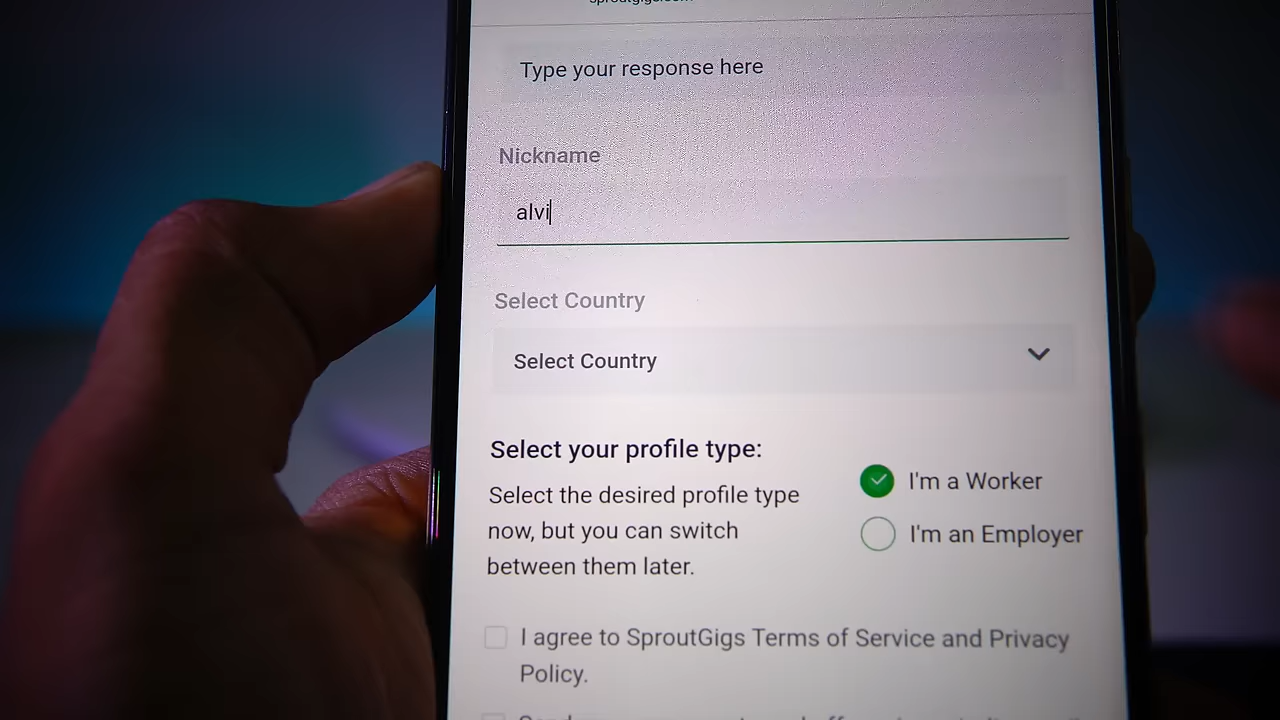 Type your response here
Nickname
alvi
Select Country
Select Country
Select your profile type:
Select the desired profile type
now, but you can switch
between them later.
I'm a Worker
I'm an Employer
I agree to SproutGigs Terms of Service and Privacy
Policy.